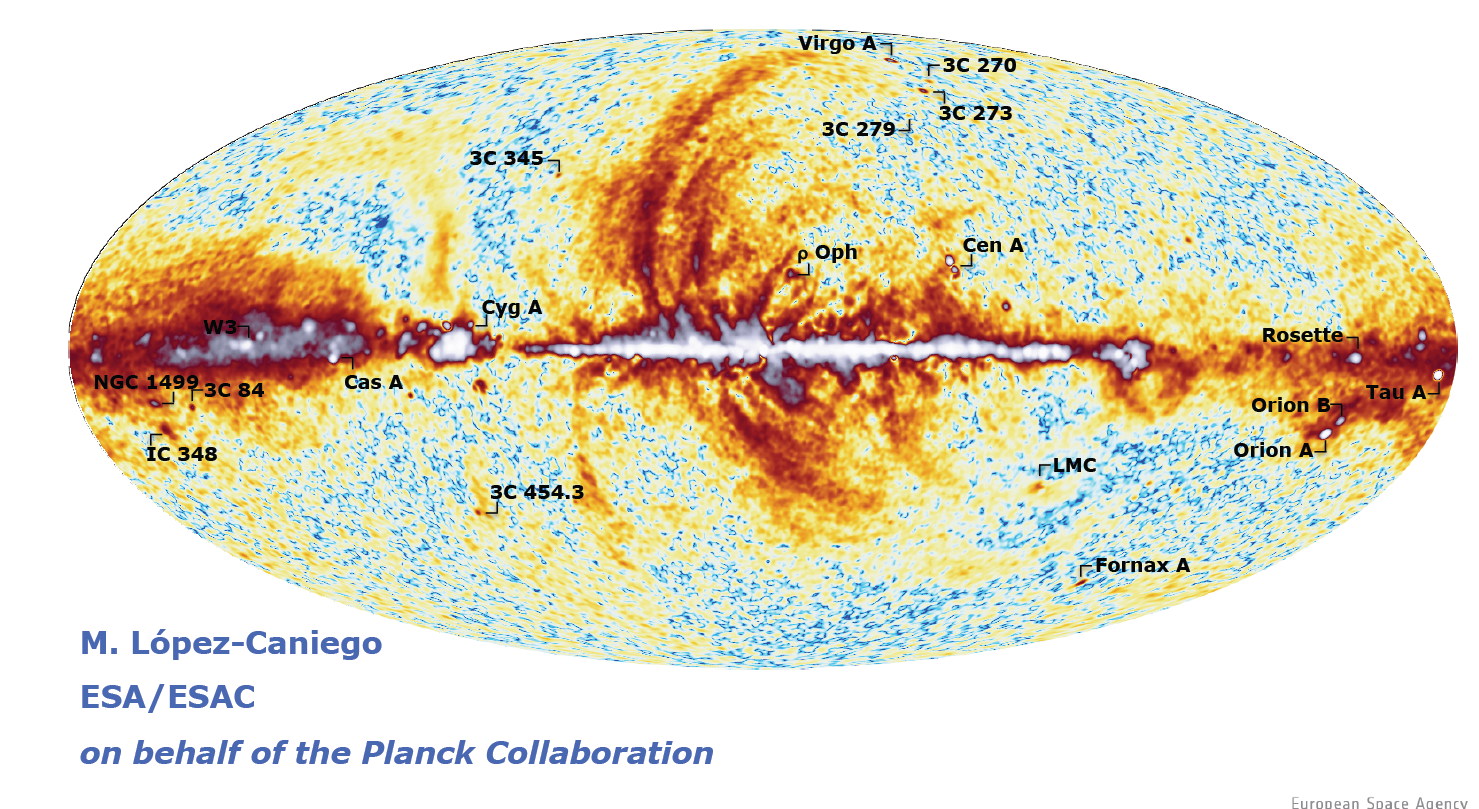 Virgo A
3C 270
3C 273
3C 279
3C 345
ρ Oph
Cen A
Cyg A
W3
Rosette
NGC 1499
3C 84
Cas A
Tau A
Orion B
IC 348
Orion A
LMC
3C 454.3
Fornax A
M. López–Caniego
ESA/ESAC
on behalf of the Planck Collaboration
European Space Agency